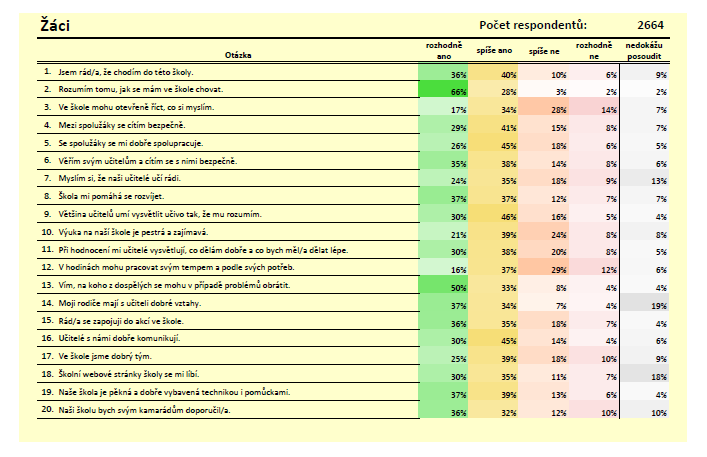 Žáci Počet respondentů: 2664
Otázka rozhodně ano spíše ano spíše ne rozhodně ne nedokážu posoudit
1. Jsem rád/a, že chodím do této školy. 36% 40% 10% 6% 9%
2. Rozumím tomu, jak se mám ve škole chovat. 66% 28% 3% 2% 2%
3. Ve škole mohu otevřeně říct, co si myslím. 17% 34% 28% 14% 7%
4. Mezi spolužáky se cítím bezpečně. 29% 41% 15% 8% 7%
5. Se spolužáky se mi dobře spolupracuje. 26% 45% 18% 6% 5%
6. Věřím svým učitelům a cítím se s nimi bezpečně. 35% 38% 14% 8% 6%
7. Myslím si, že naši učitelé učí rádi. 24% 35% 18% 9% 13%
8. Škola mi pomáhá se rozvíjet. 37% 37% 12% 7% 7%
9. Většina učitelů umí vysvětlit učivo tak, že mu rozumím. 30% 46% 16% 5% 4%
10. Výuka na naší škole je pestrá a zajímavá. 21% 39% 24% 8% 8%
11. Při hodnocení mi učitelé vysvětlují, co dělám dobře a co bych měl/a dělat lépe. 30% 38% 20% 8% 5%
12. V hodinách mohu pracovat svým tempem a podle svých potřeb. 16% 37% 29% 12% 6%
13. Vím, na koho z dospělých se mohu v případě problémů obrátit. 50% 33% 8% 4% 4%
14. Moji rodiče mají s učiteli dobré vztahy. 37% 34% 7% 4% 19%
15. Rád/a se zapojuji do akcí ve škole. 36% 35% 18% 7% 4%
16. Učitelé s námi dobře komunikují. 30% 45% 14% 4% 6%
17. Ve škole jsme dobrý tým. 25% 39% 18% 10% 9%
18. Školní webové stránky školy se mi líbí. 30% 35% 11% 7% 18%
19. Naše škola je pěkná a dobře vybavená technikou i pomůckami. 37% 39% 13% 6% 4%
20. Naši školu bych svým kamarádům doporučil/a. 36% 32% 12% 10% 10%